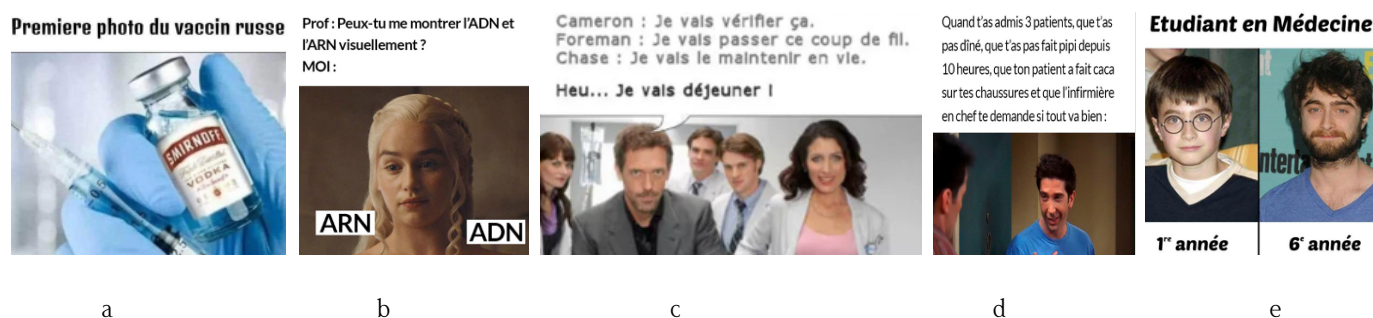 Premiere photo du vaccin russe
SMIRNOFF
VODKA
Prof : Peux-tu me montrer l'ADN et
l'ARN visuellement ?
MOI :
ARN
ADN
Cameron : Je vais vérifier ça.
Foreman : Je vais passer ce coup de fil.
Chase : Je vais le maintenir en vie.
Heu... Je vais déjeuner !
Quand t'as admis 3 patients, que t'as
pas dîné, que t'as pas fait pipi depuis
10 heures, que ton patient a fait caca
sur tes chaussures et que l'infirmière
en chef te demande si tout va bien :
Etudiant en Médecine
1re année
6e année
a
b
c
d
e